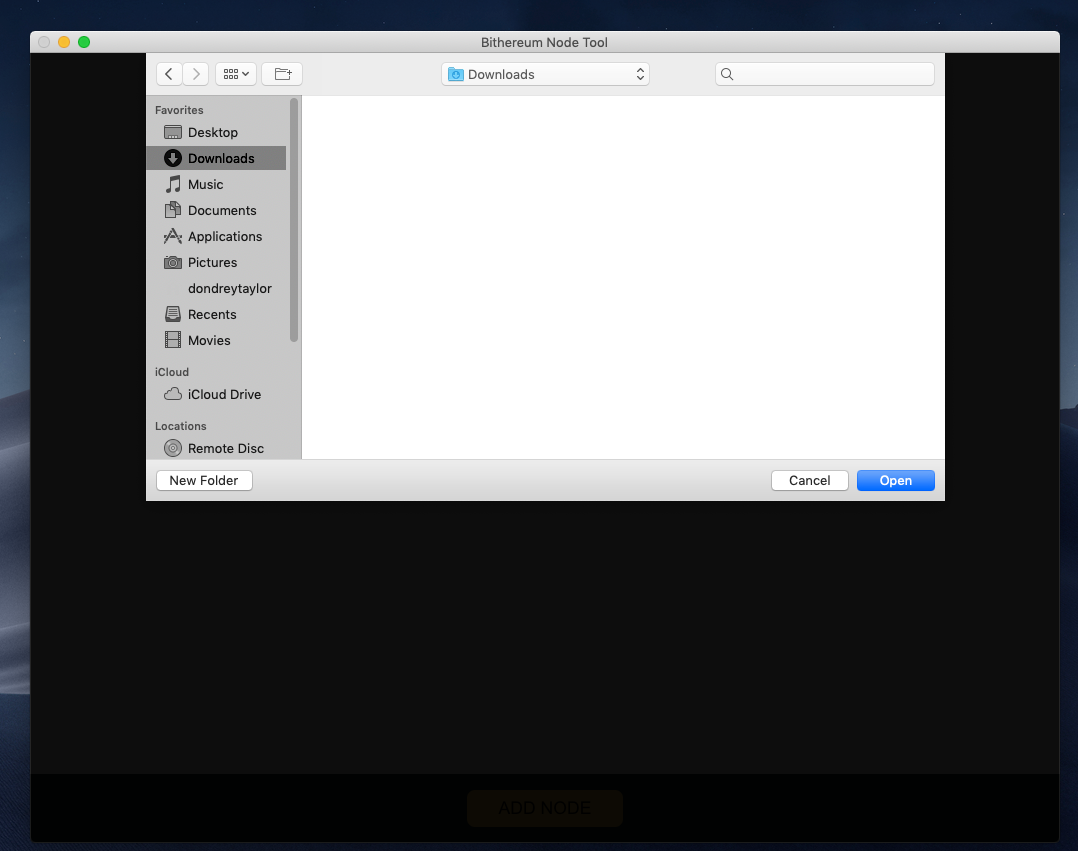 Bithereum Node Tool
Downloads
Favorites
Desktop
Downloads
Music
Documents
Applications
Pictures
dondreytaylor
Recents
Movies
iCloud
iCloud Drive
Locations
Remote Disc
New Folder
Cancel
Open
ADD NODE